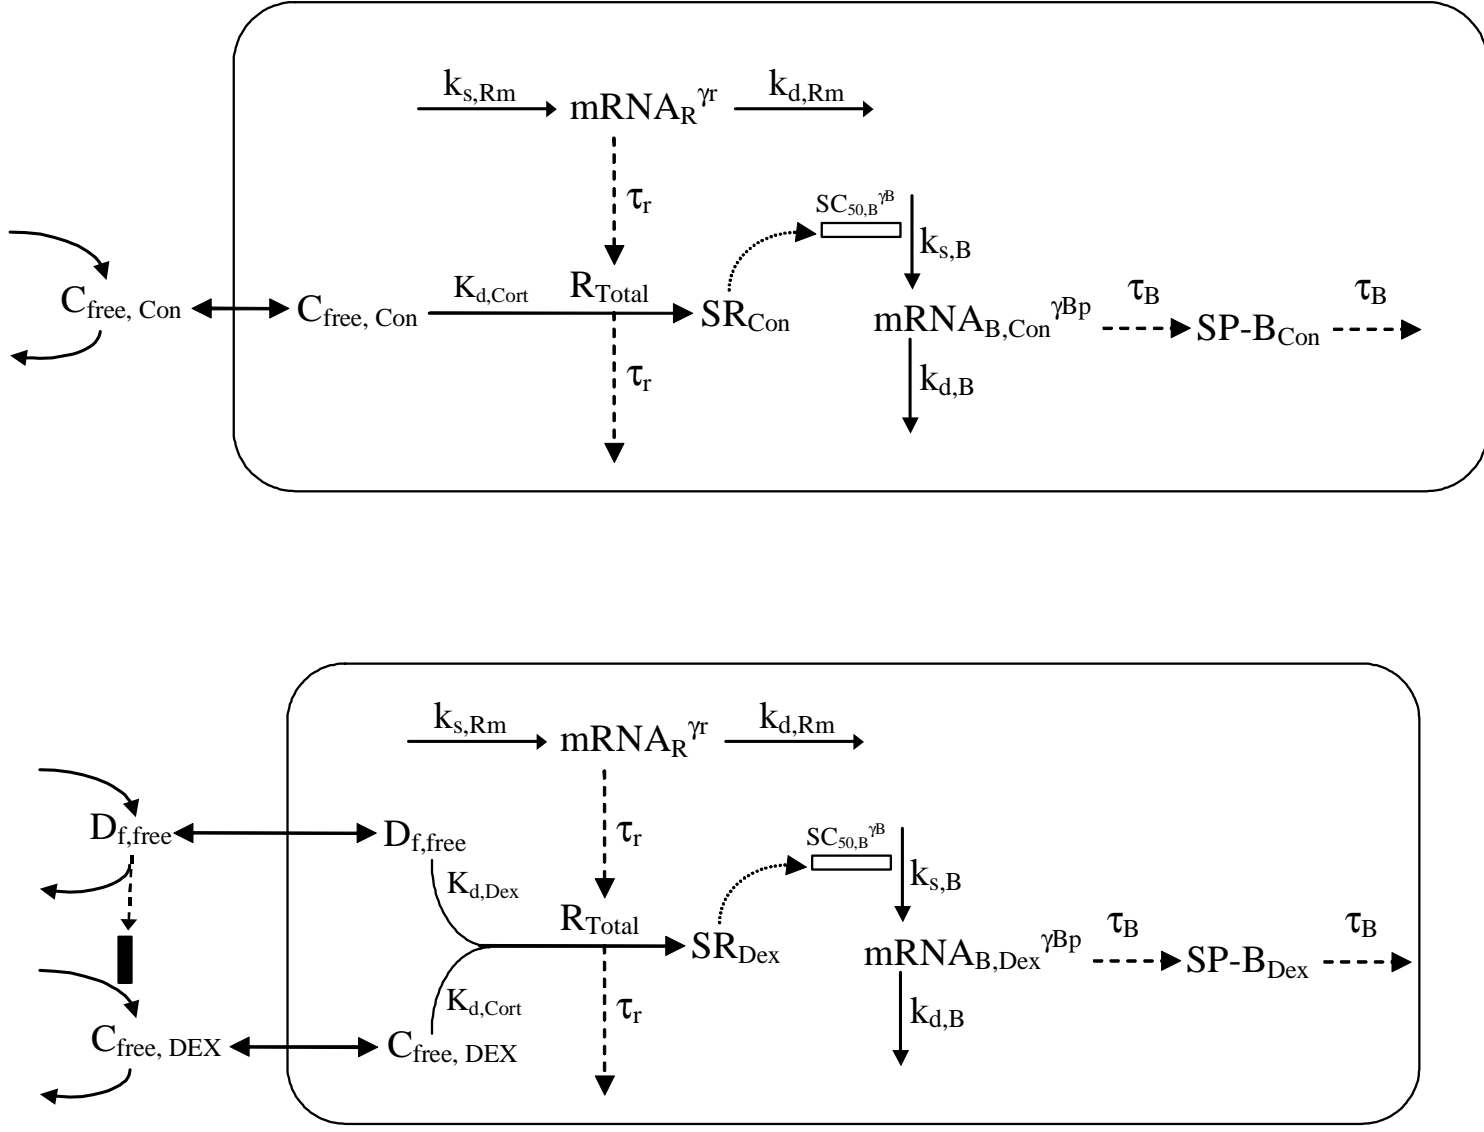 k_s,Rm mRNA_R^γr k_d,Rm
τ_r SC_50,B^γB
k_s,B
C_free, Con C_free, Con K_d,Cort R_Total SR_Con mRNA_B,Con^γBp τ_B SP-B_Con τ_B
τ_r k_d,B
k_s,Rm mRNA_R^γr k_d,Rm
D_f,free D_f,free τ_r SC_50,B^γB
K_d,Dex k_s,B
R_Total SR_Dex mRNA_B,Dex^γBp τ_B SP-B_Dex τ_B
K_d,Cort τ_r k_d,B
C_free, DEX C_free, DEX